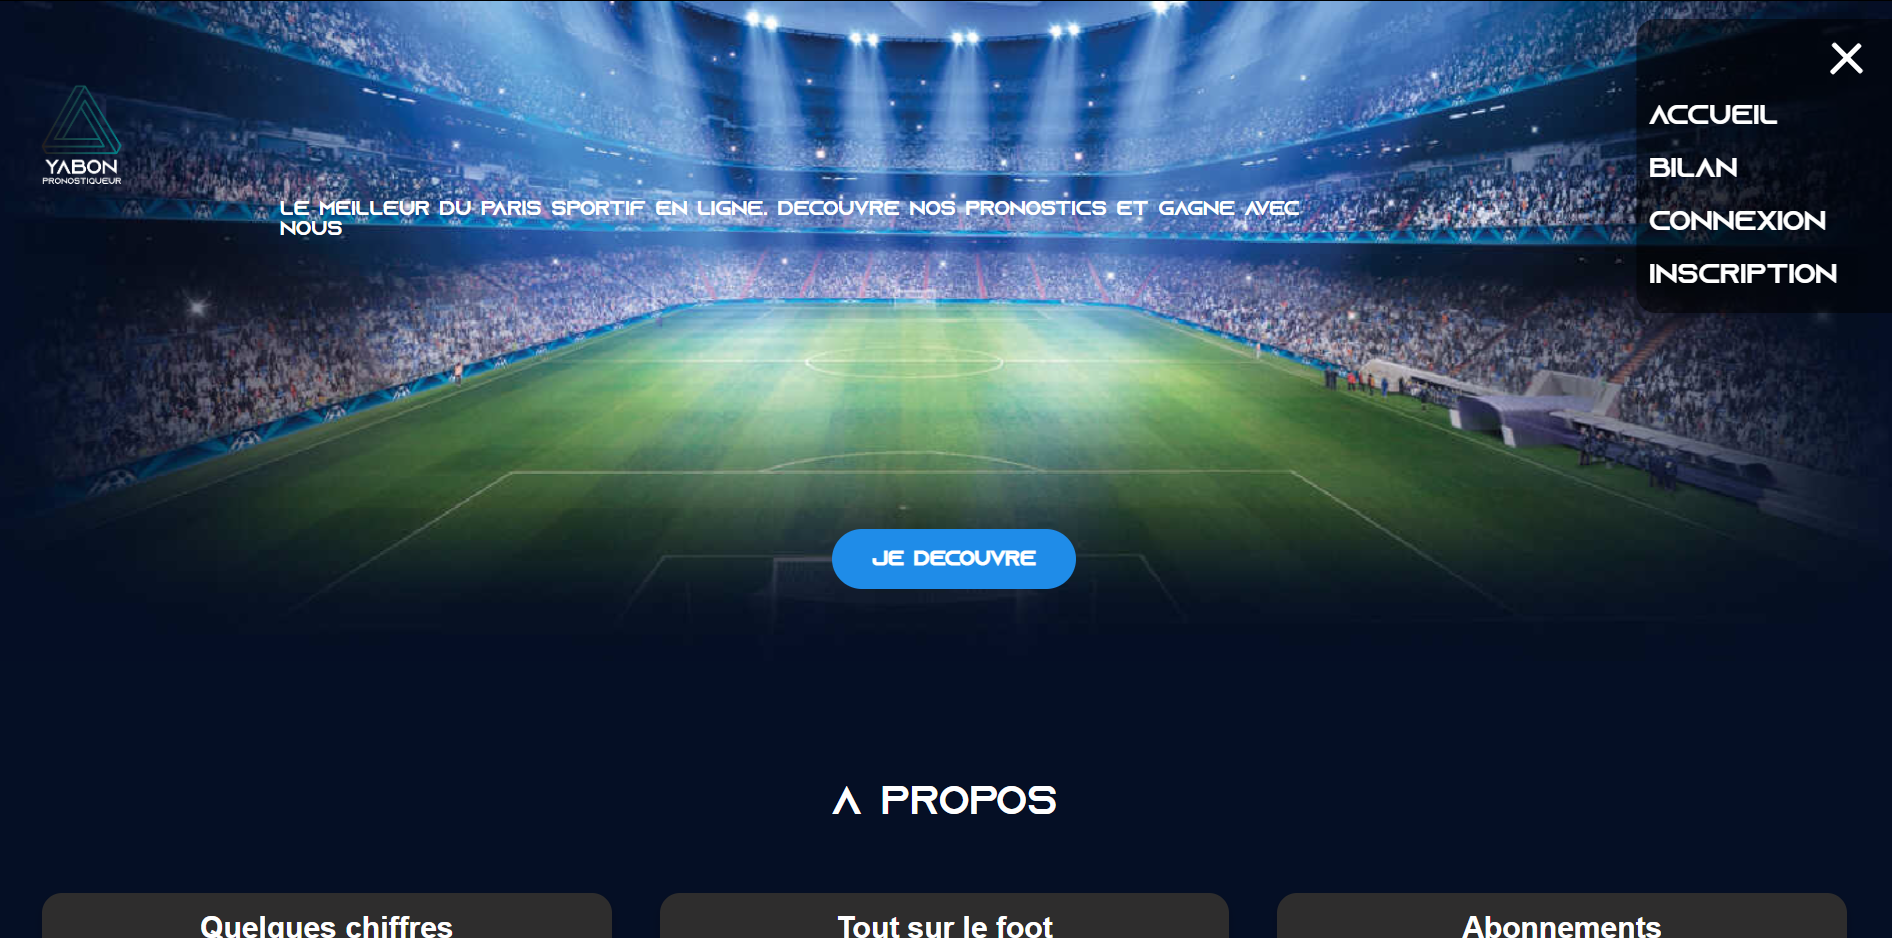 YABON
PRONOSTIQUEUR
ACCUEIL
BILAN
CONNEXION
INSCRIPTION
LE MEILLEUR DU PARIS SPORTIF EN LIGNE. DECOUVRE NOS PRONOSTICS ET GAGNE AVEC
NOUS
JE DECOUVRE
A PROPOS
Quelques chiffres
Tout sur le foot
Abonnements